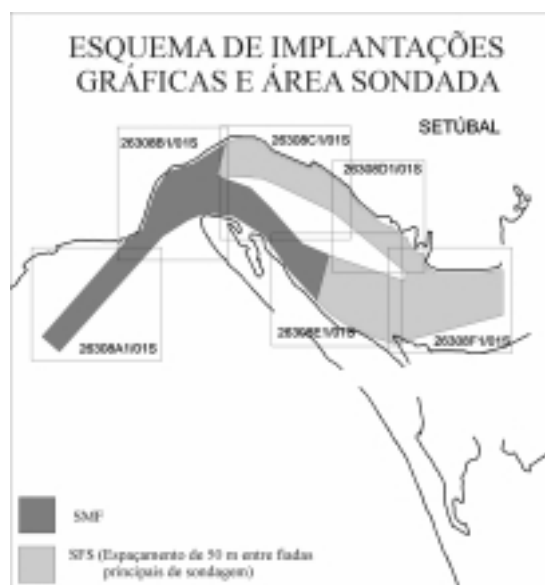 ESQUEMA DE IMPLANTAÇÕES
GRÁFICAS E ÁREA SONDADA
SETÚBAL
26308B1/01S
26308C1/01S
26308D1/01S
26308A1/01S
26308E1/01S
26308F1/01S
SMF
SFS (Espaçamento de 50 m entre fiadas
principais de sondagem)